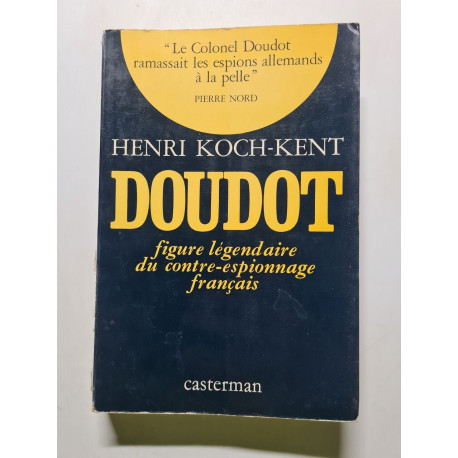 “ Le Colonel Doudot
ramassait les espions allemands
à la pelle ”
PIERRE NORD
HENRI KOCH-KENT
DOUDOT
figure légendaire
du contre-espionnage
français
casterman